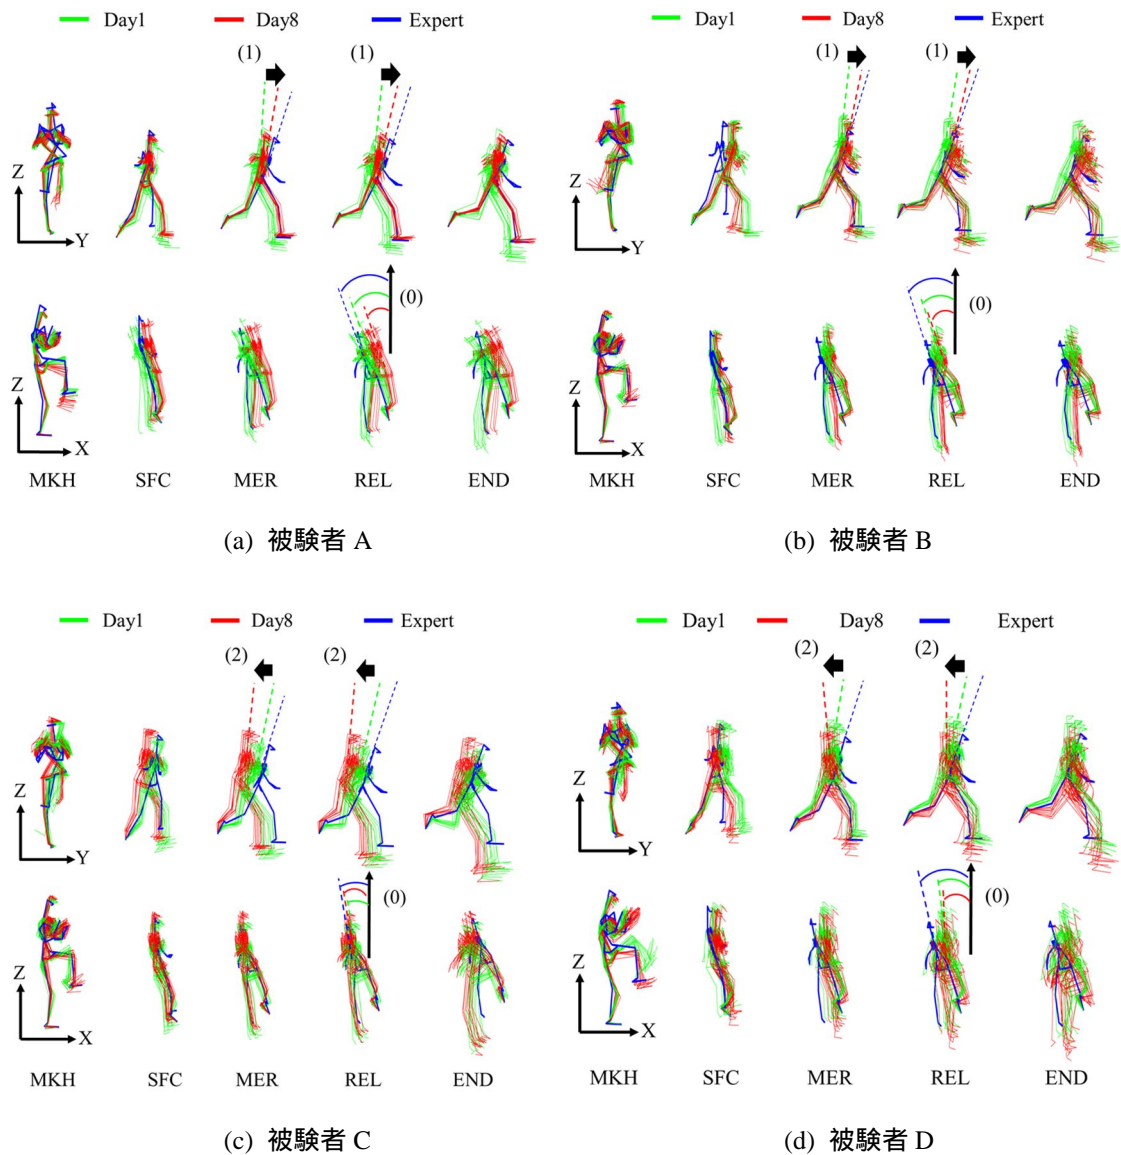 Day1 Day8 Expert
(1) (1)
Z
Y
(0)
Z
X
MKH SFC MER REL END
(a) 被験者 A
Day1 Day8 Expert
(1) (1)
Z
Y
(0)
Z
X
MKH SFC MER REL END
(b) 被験者 B
Day1 Day8 Expert
(2) (2)
Z
Y
(0)
Z
X
MKH SFC MER REL END
(c) 被験者 C
Day1 Day8 Expert
(2) (2)
Z
Y
(0)
Z
X
MKH SFC MER REL END
(d) 被験者 D